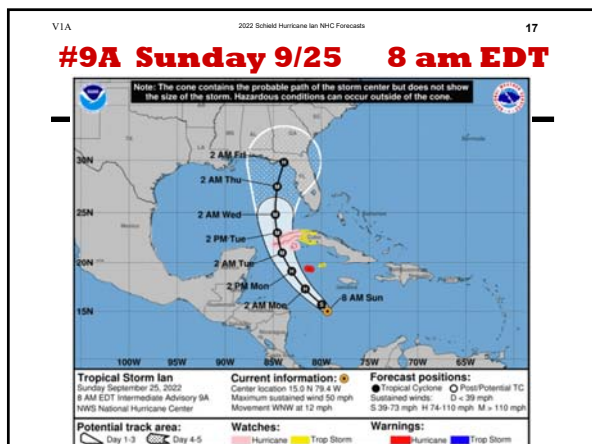 V1A
2022 Schield Hurricane Ian NHC Forecasts
17
#9A Sunday 9/25 8 am EDT
Note: The cone contains the probable path of the storm center but does not show
the size of the storm. Hazardous conditions can occur outside of the cone.
30N
25N
20N
15N
2 AM Fri
2 AM Thu
2 AM Wed
2 PM Tue
2 AM Tue
2 PM Mon
2 AM Mon
8 AM Sun
H
H
M
M
S
Mexico
Bermuda
100W 95W 90W 85W 80W 75W 70W 65W
Tropical Storm Ian
Sunday September 25, 2022
8 AM EDT Intermediate Advisory 9A
NWS National Hurricane Center
Current information:
Center location 15.0 N 79.4 W
Maximum sustained wind 50 mph
Movement WNW at 12 mph
Forecast positions:
Tropical Cyclone Post/Potential TC
Sustained winds: D < 39 mph
S 39-73 mph H 74-110 mph M > 110 mph
Potential track area:
Day 1-3 Day 4-5
Watches:
Hurricane Trop Storm
Warnings:
Hurricane Trop Storm